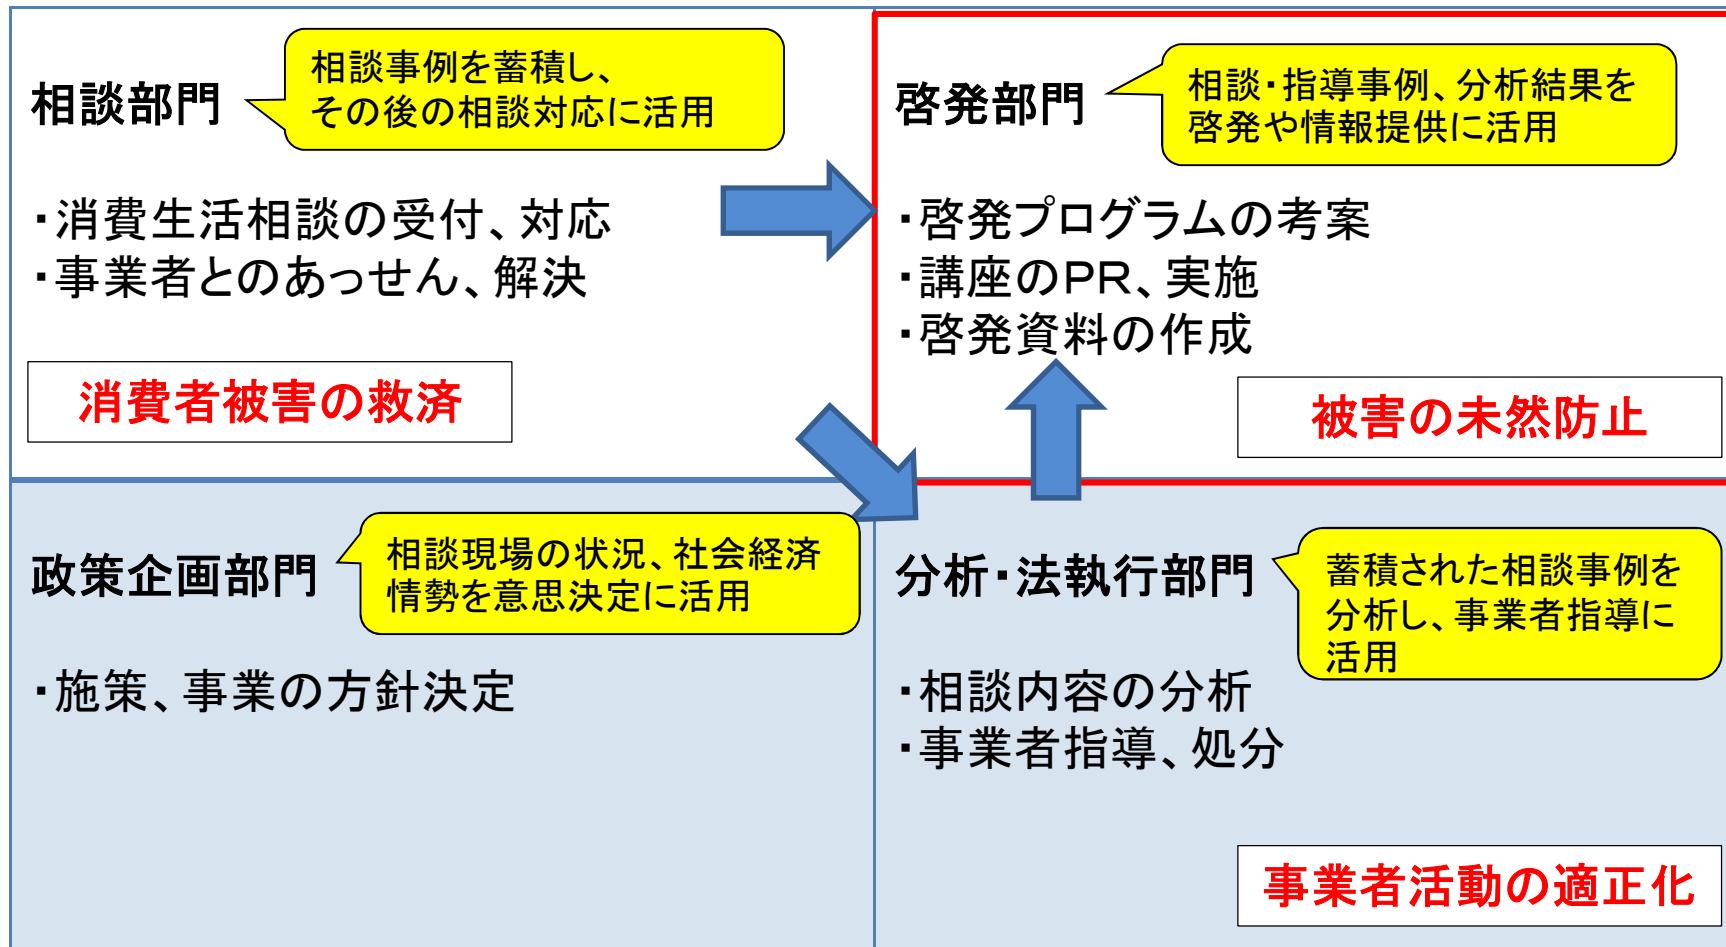 相談部門
相談事例を蓄積し、
その後の相談対応に活用
・消費生活相談の受付、対応
・事業者とのあっせん、解決
消費者被害の救済
啓発部門
相談・指導事例、分析結果を
啓発や情報提供に活用
・啓発プログラムの考案
・講座のPR、実施
・啓発資料の作成
被害の未然防止
政策企画部門
相談現場の状況、社会経済
情勢を意思決定に活用
・施策、事業の方針決定
分析・法執行部門
蓄積された相談事例を
分析し、事業者指導に
活用
・相談内容の分析
・事業者指導、処分
事業者活動の適正化